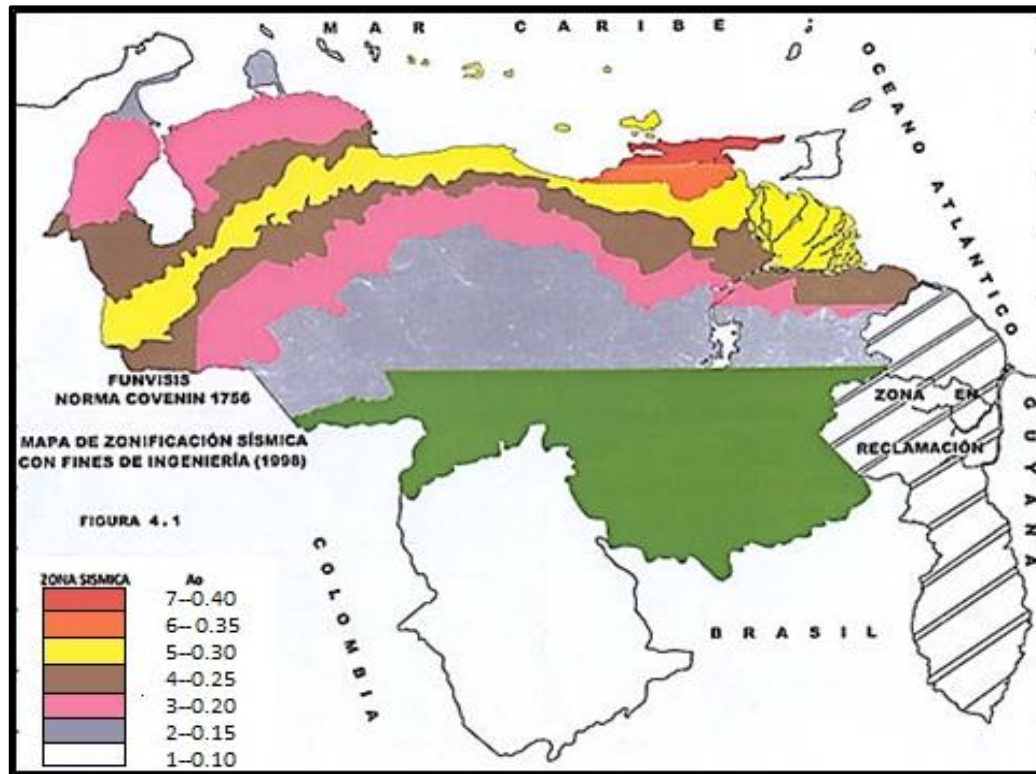 MAR CARIBE
OCEANO ATLANTICO
FUNVISIS
NORMA COVENIN 1756
MAPA DE ZONIFICACIÓN SÍSMICA
CON FINES DE INGENIERÍA (1998)
FIGURA 4.1
ZONA EN
RECLAMACIÓN
GUYANA
COLOMBIA
BRASIL
ZONA SISMICA Ao
7--0.40
6--0.35
5--0.30
4--0.25
3--0.20
2--0.15
1--0.10